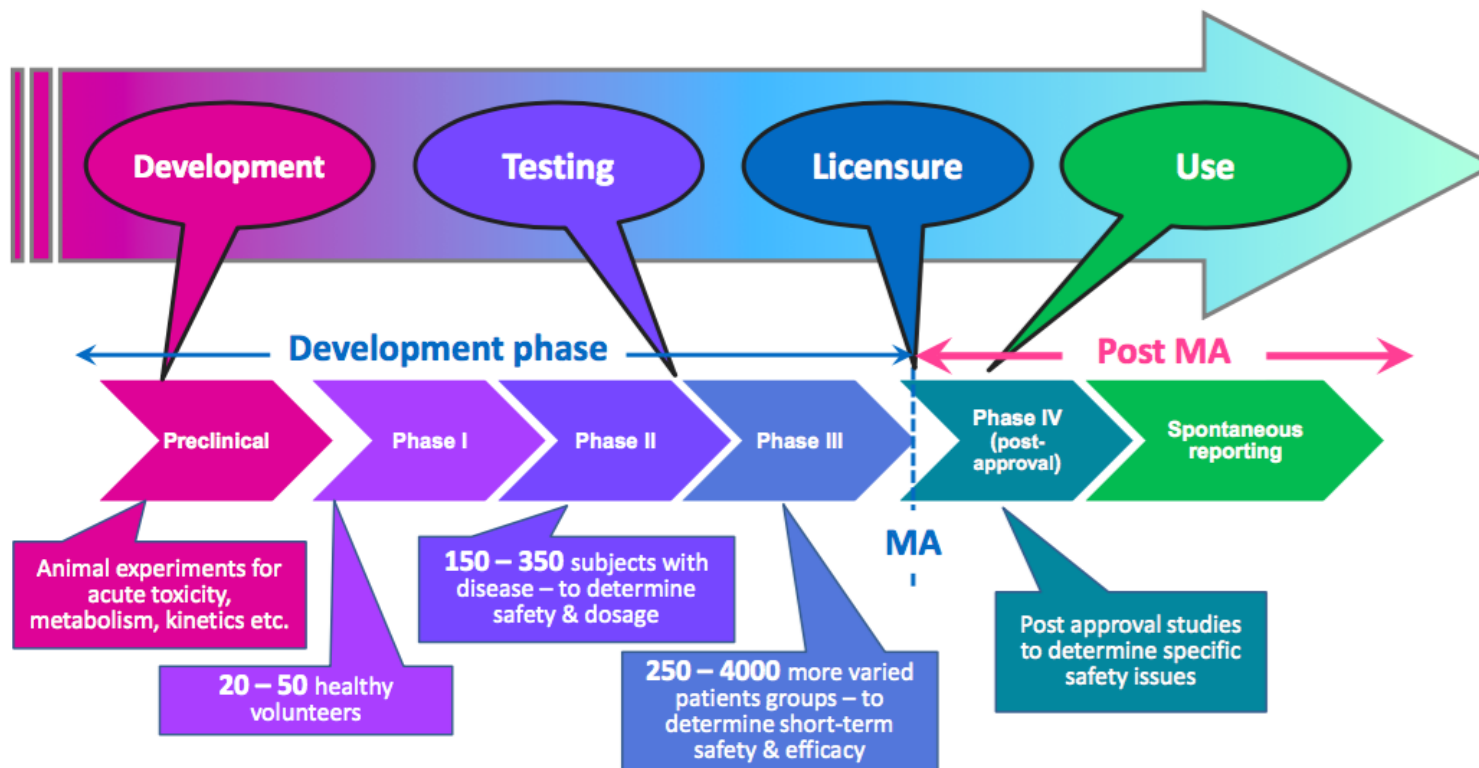 Development
Testing
Licensure
Use
Development phase
Post MA
Preclinical
Phase I
Phase II
Phase III
Phase IV
(post-
approval)
Spontaneous
reporting
MA
Animal experiments for
acute toxicity,
metabolism, kinetics etc.
20 – 50 healthy
volunteers
150 – 350 subjects with
disease – to determine
safety & dosage
250 – 4000 more varied
patients groups – to
determine short-term
safety & efficacy
Post approval studies
to determine specific
safety issues